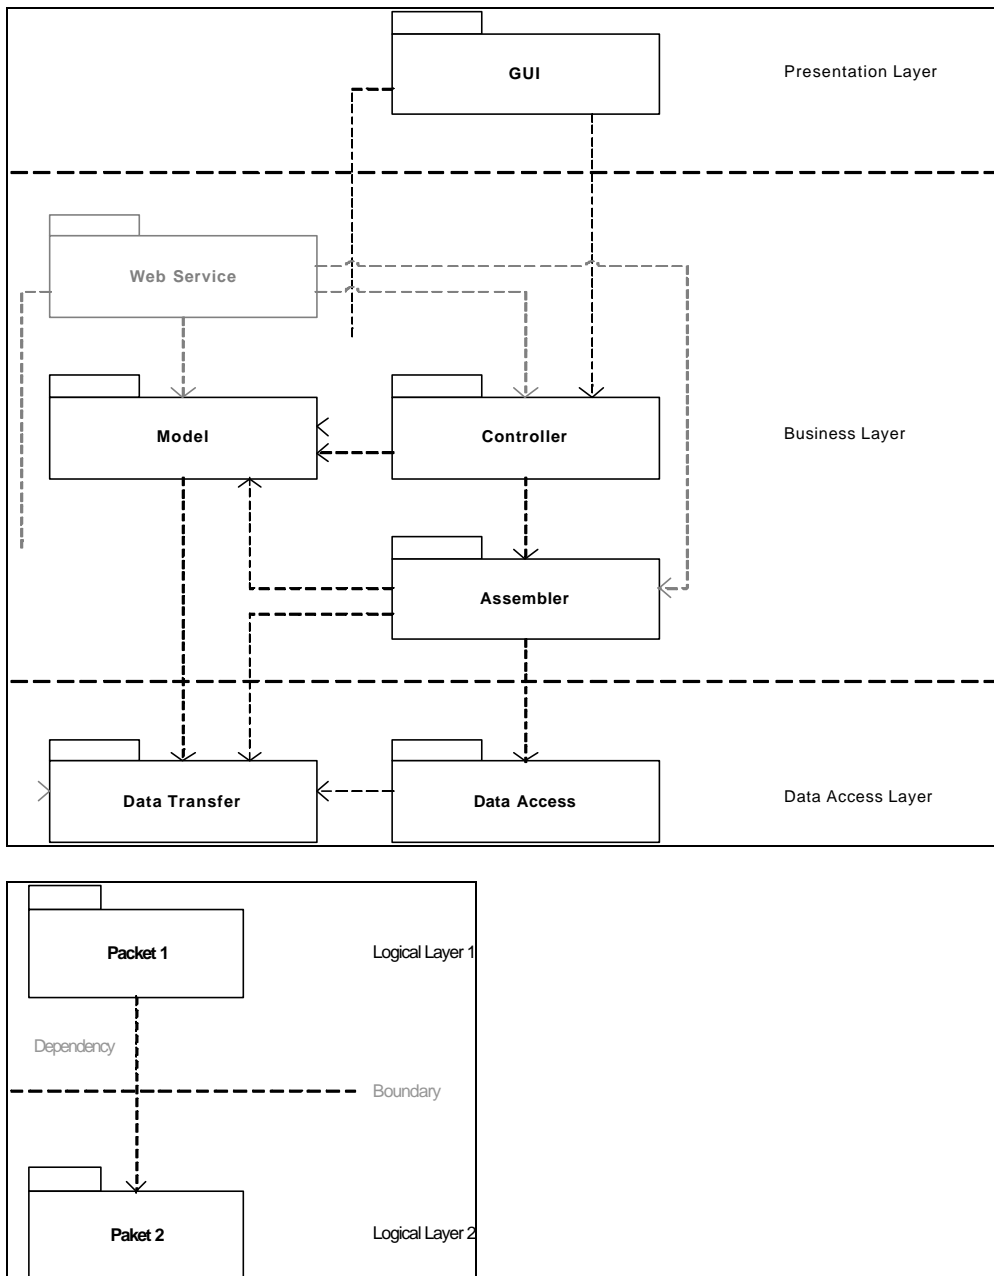 GUI
Presentation Layer
Web Service
Model
Controller
Business Layer
Assembler
Data Transfer
Data Access
Data Access Layer
Packet 1
Logical Layer 1
Dependency
Boundary
Paket 2
Logical Layer 2